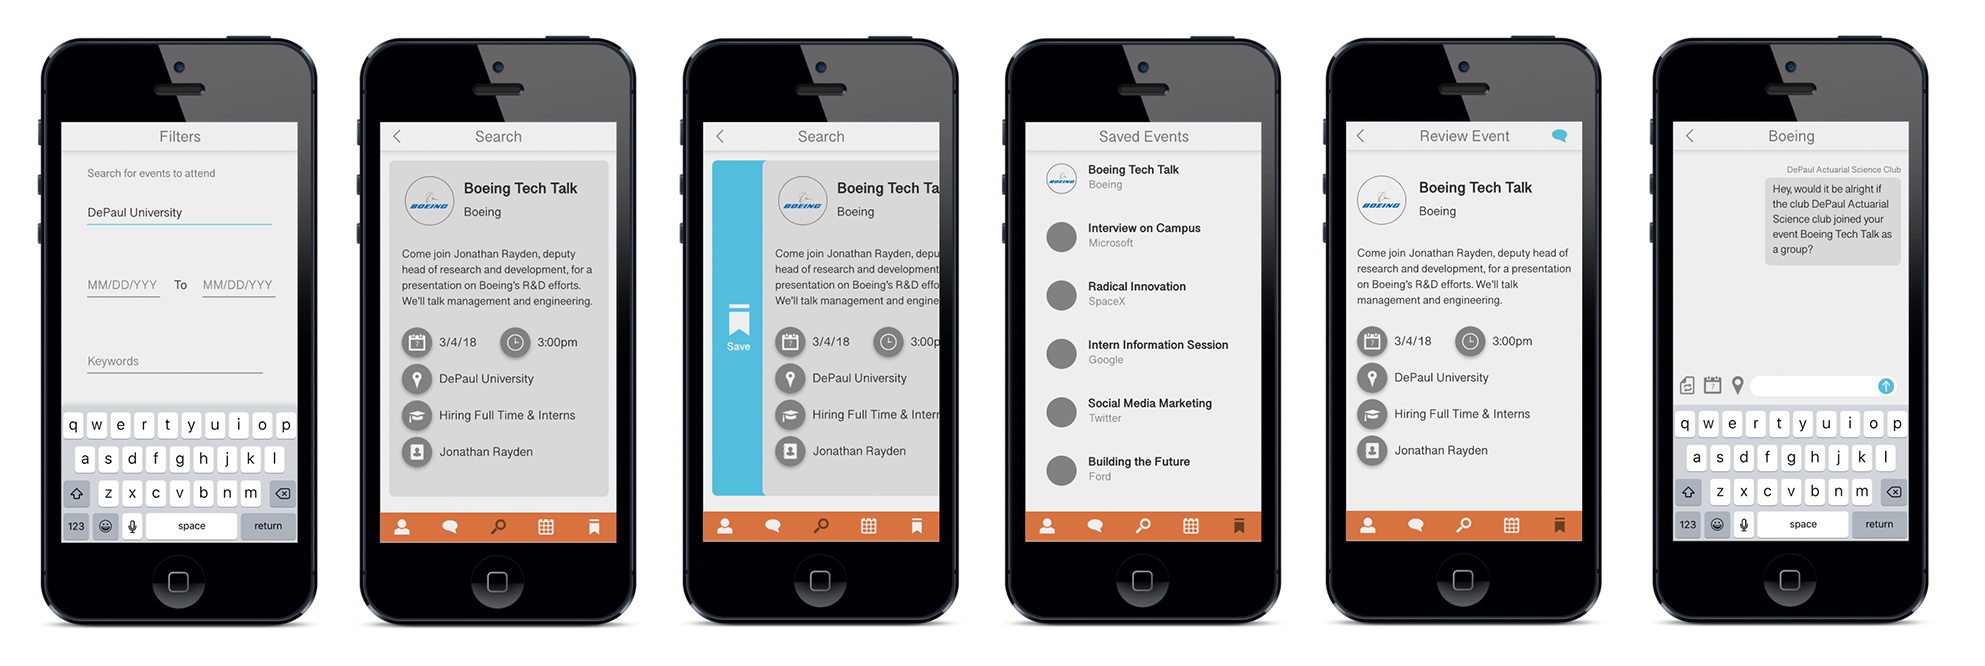 Filters
Search for events to attend
DePaul University
MM/DD/YYY To MM/DD/YYY
Keywords
q w e r t y u i o p
a s d f g h j k l
z x c v b n m
123 space return
Search
BOEING
Boeing Tech Talk
Boeing
Come join Jonathan Rayden, deputy
head of research and development, for a
presentation on Boeing's R&D efforts.
We'll talk management and engineering.
7 3/4/18 3:00pm
DePaul University
Hiring Full Time & Interns
Jonathan Rayden
Search
Save
BOEING
Boeing Tech Ta
Boeing
Come join Jonathan Rayden, depu
head of research and development
presentation on Boeing's R&D effo
We'll talk management and engine
7 3/4/18 3:00p
DePaul University
Hiring Full Time & Intern
Jonathan Rayden
Saved Events
BOEING
Boeing Tech Talk
Boeing
Interview on Campus
Microsoft
Radical Innovation
SpaceX
Intern Information Session
Google
Social Media Marketing
Twitter
Building the Future
Ford
Review Event
BOEING
Boeing Tech Talk
Boeing
Come join Jonathan Rayden, deputy head of
research and development, for a presentation
on Boeing's R&D efforts. We'll talk
management and engineering.
7 3/4/18 3:00pm
DePaul University
Hiring Full Time & Interns
Jonathan Rayden
Boeing
DePaul Actuarial Science Club
Hey, would it be alright if
the club DePaul Actuarial
Science club joined your
event Boeing Tech Talk as
a group?
7
q w e r t y u i o p
a s d f g h j k l
z x c v b n m
123 space return